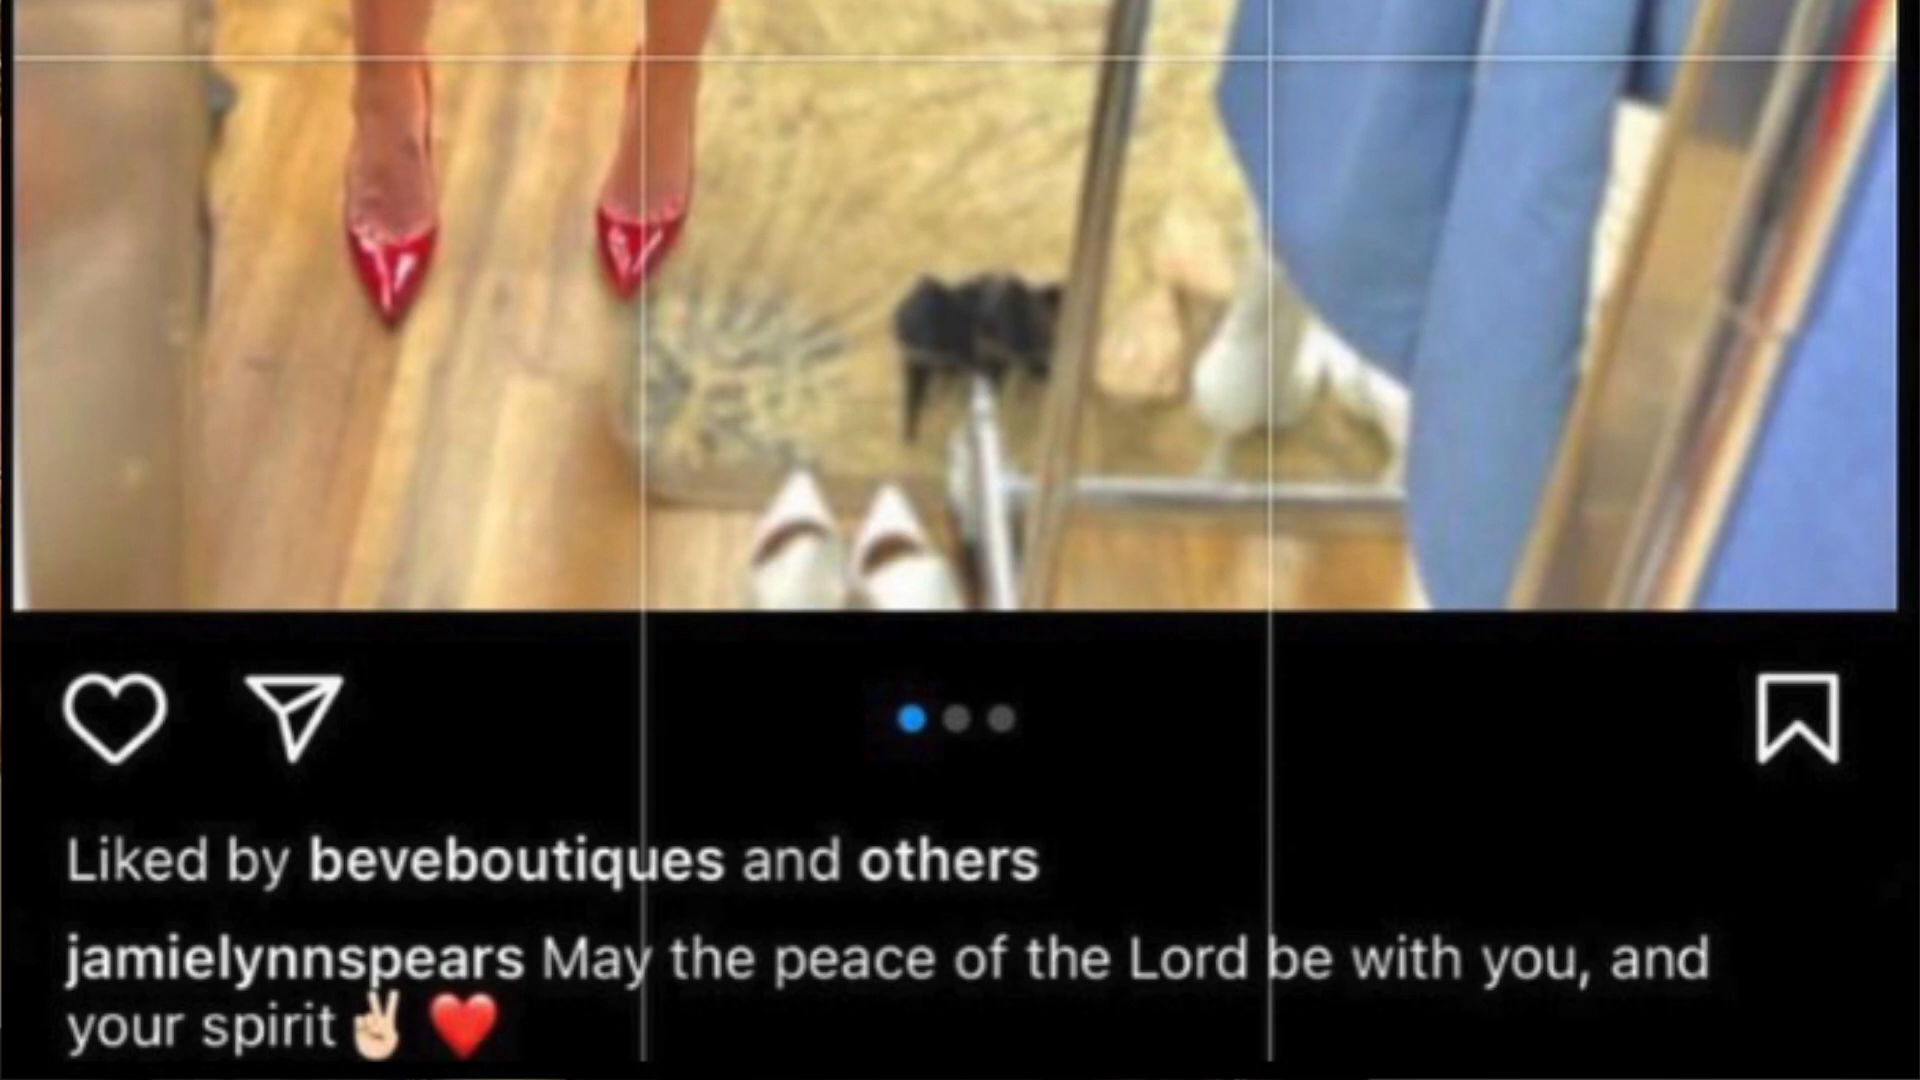 Liked by beveboutiques and others
jamielynnspears May the peace of the Lord be with you, and
your spirit✌🏻 ❤️